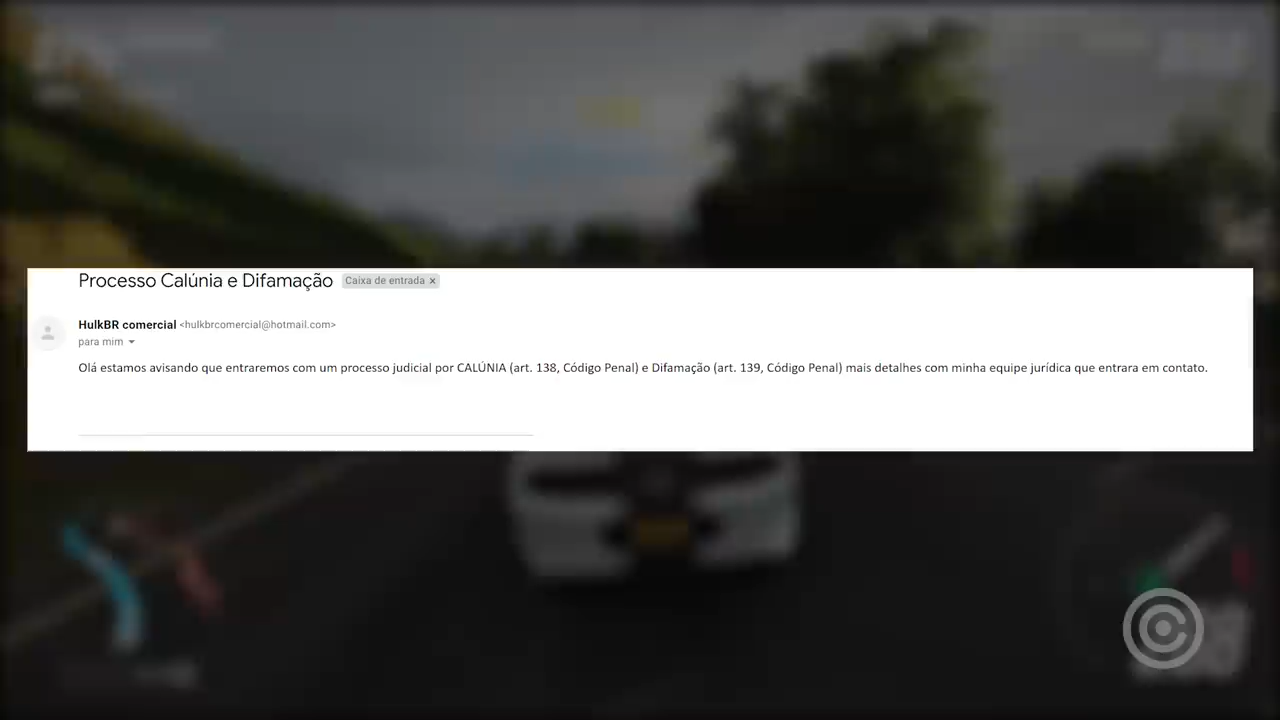 Processo Calúnia e Difamação Caixa de entrada ×
HulkBR comercial <hulkbrcomercial@hotmail.com>
para mim
Olá estamos avisando que entraremos com um processo judicial por CALÚNIA (art. 138, Código Penal) e Difamação (art. 139, Código Penal) mais detalhes com minha equipe jurídica que entrara em contato.